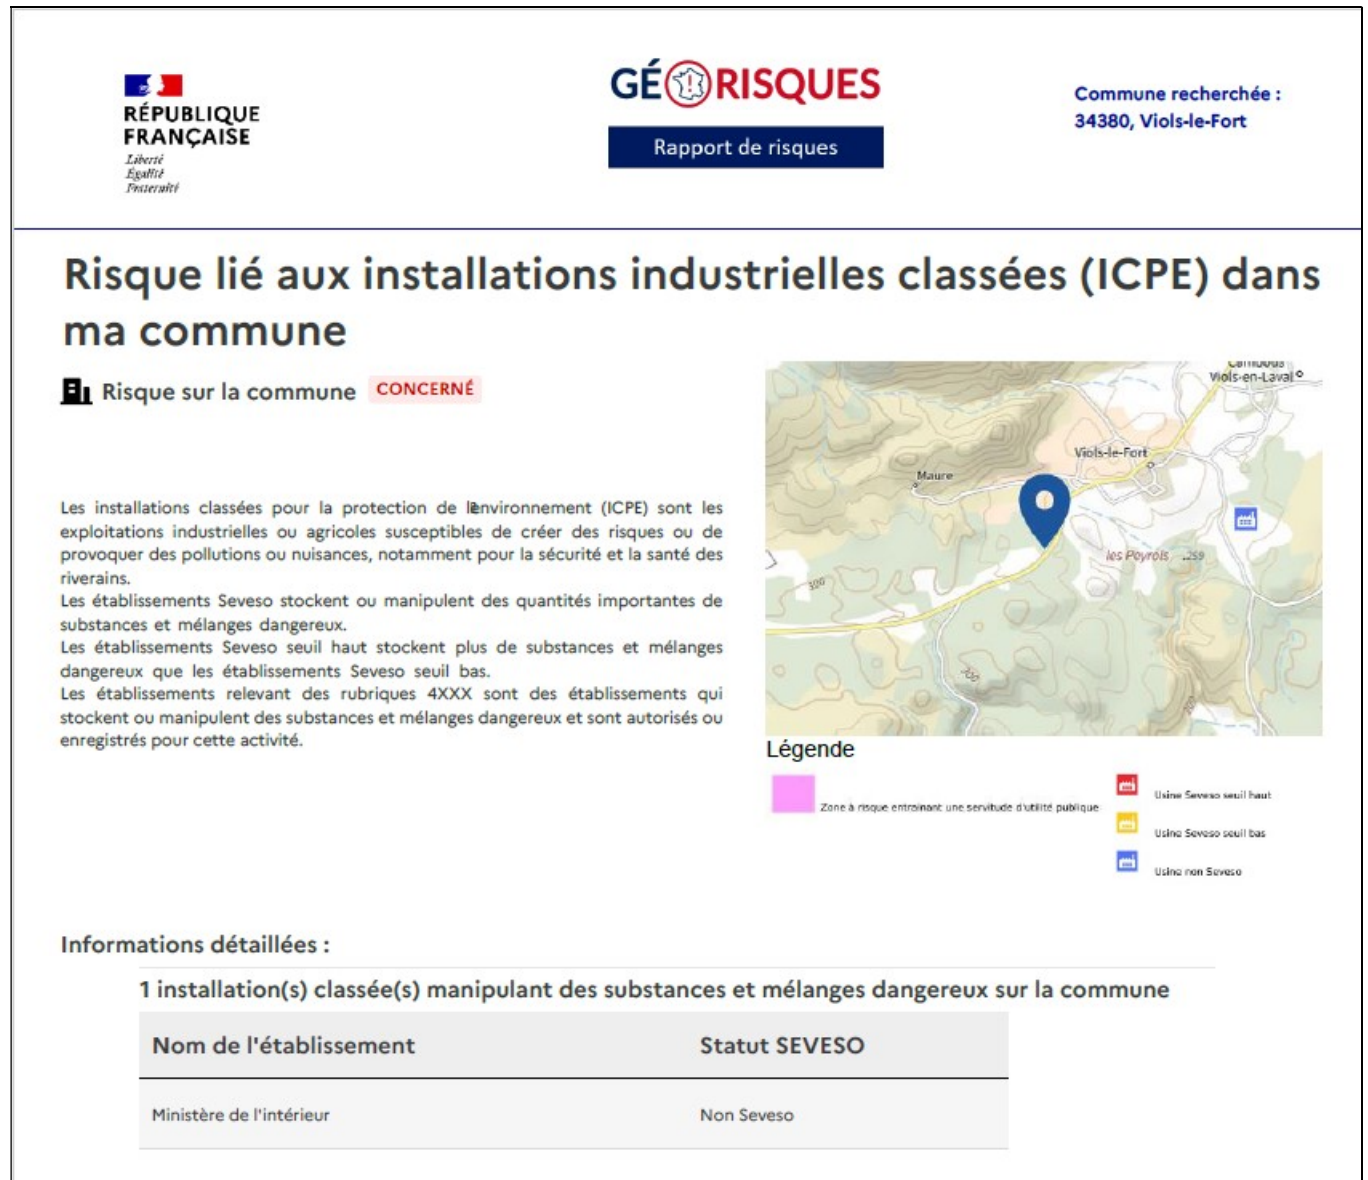 RÉPUBLIQUE
FRANÇAISE
Liberté
Égalité
Fraternité
GÉORISQUES
Rapport de risques
Commune recherchée :
34380, Viols-le-Fort
Risque lié aux installations industrielles classées (ICPE) dans
ma commune
Risque sur la commune CONCERNÉ
Les installations classées pour la protection de l'environnement (ICPE) sont les
exploitations industrielles ou agricoles susceptibles de créer des risques ou de
provoquer des pollutions ou nuisances, notamment pour la sécurité et la santé des
riverains.
Les établissements Seveso stockent ou manipulent des quantités importantes de
substances et mélanges dangereux.
Les établissements Seveso seuil haut stockent plus de substances et mélanges
dangereux que les établissements Seveso seuil bas.
Les établissements relevant des rubriques 4XXX sont des établissements qui
stockent ou manipulent des substances et mélanges dangereux et sont autorisés ou
enregistrés pour cette activité.
Cambous
Viols-en-Laval
Viols-le-Fort
Maure
les Peyrols 259
300
200
Légende
Zone à risque entrainant une servitude d'utilité publique
Usine Seveso seuil haut
Usine Seveso seuil bas
Usine non Seveso
Informations détaillées :
1 installation(s) classée(s) manipulant des substances et mélanges dangereux sur la commune
Nom de l'établissement Statut SEVESO
Ministère de l'intérieur Non Seveso